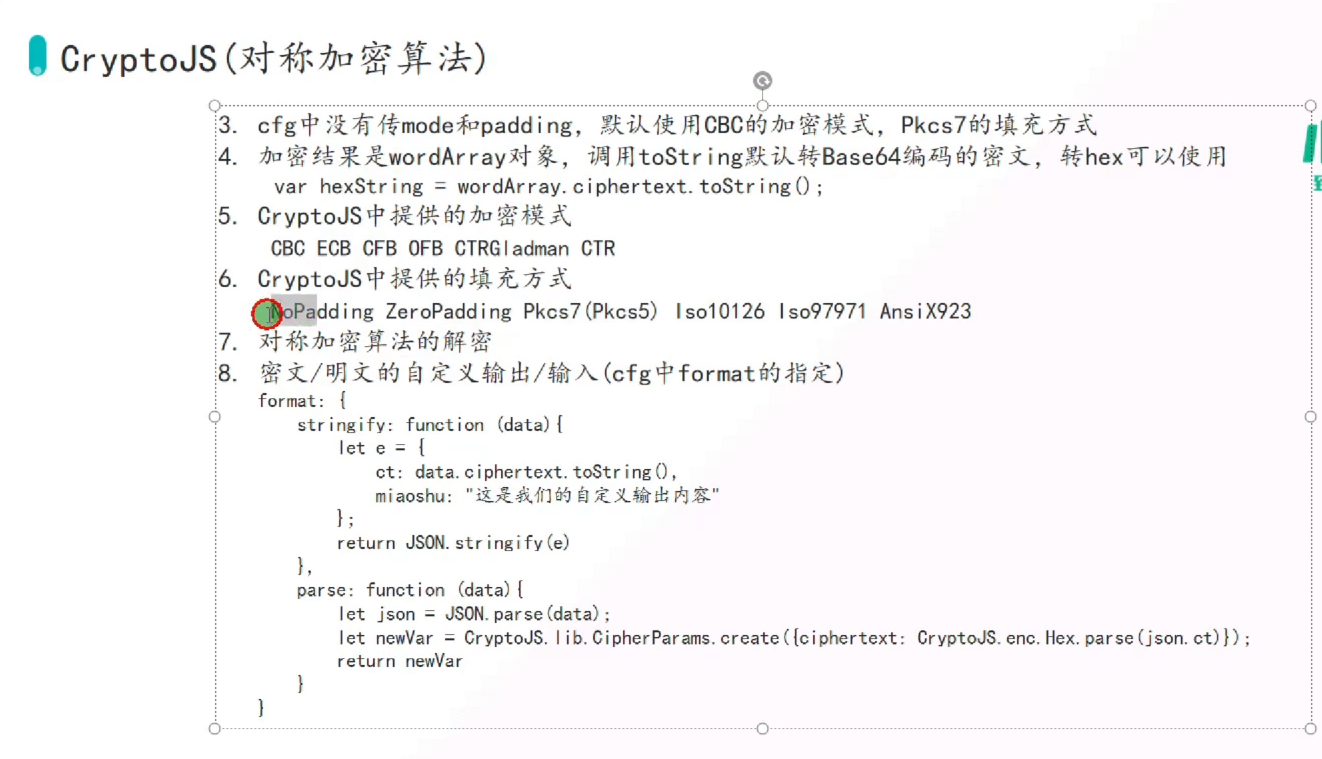 CryptoJS(对称加密算法)
3. cfg中没有传mode和padding，默认使用CBC的加密模式，Pkcs7的填充方式
4. 加密结果是wordArray对象，调用toString默认转Base64编码的密文，转hex可以使用
var hexString = wordArray.ciphertext.toString();
5. CryptoJS中提供的加密模式
CBC ECB CFB OFB CTRGladman CTR
6. CryptoJS中提供的填充方式
NoPadding ZeroPadding Pkcs7(Pkcs5) Iso10126 Iso97971 AnsiX923
7. 对称加密算法的解密
8. 密文/明文的自定义输出/输入(cfg中format的指定)
format: {
stringify: function (data){
let e = {
ct: data.ciphertext.toString(),
miaoshu: "这是我们的自定义输出内容"
};
return JSON.stringify(e)
},
parse: function (data){
let json = JSON.parse(data);
let newVar = CryptoJS.lib.CipherParams.create({ciphertext: CryptoJS.enc.Hex.parse(json.ct)});
return newVar
}
}